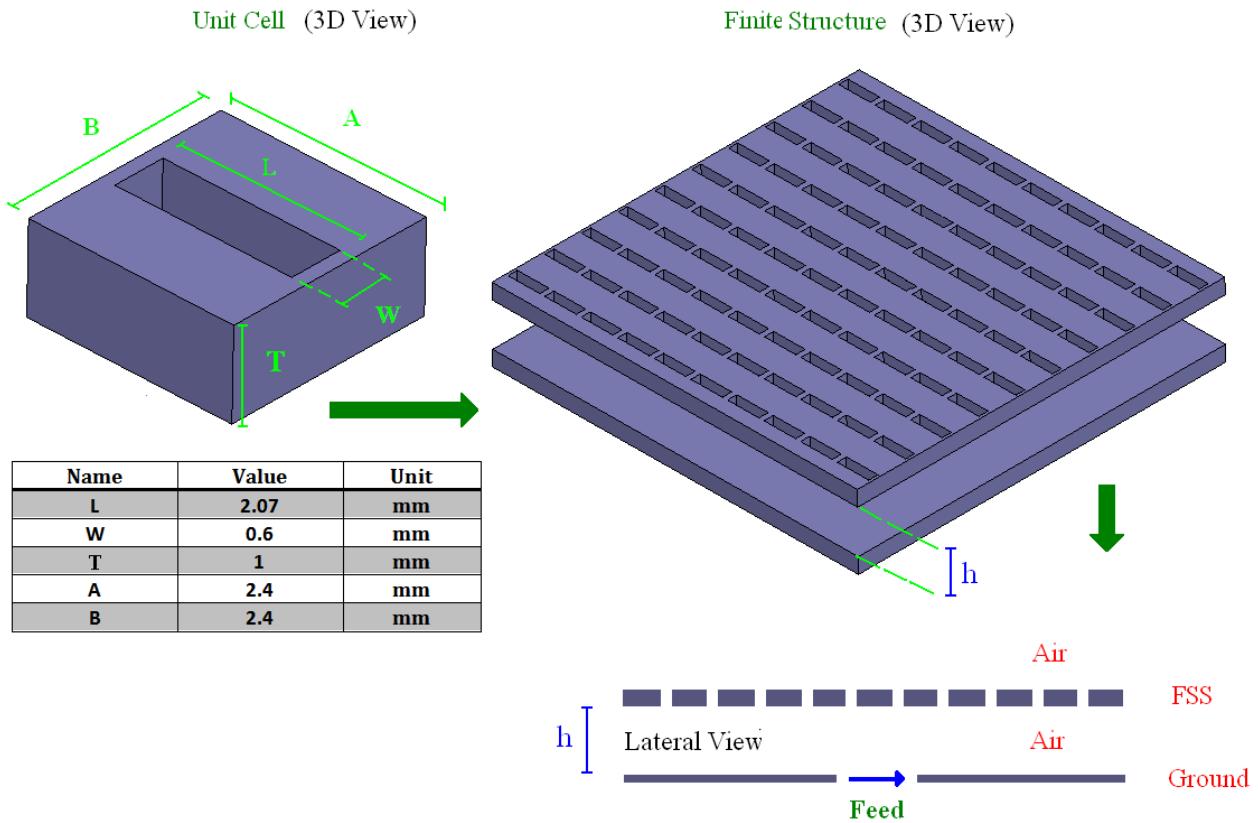 Unit Cell (3D View)
Finite Structure (3D View)
B
A
L
W
T
Name Value Unit
L 2.07 mm
W 0.6 mm
T 1 mm
A 2.4 mm
B 2.4 mm
h
Air
FSS
h
Lateral View
Air
Ground
Feed